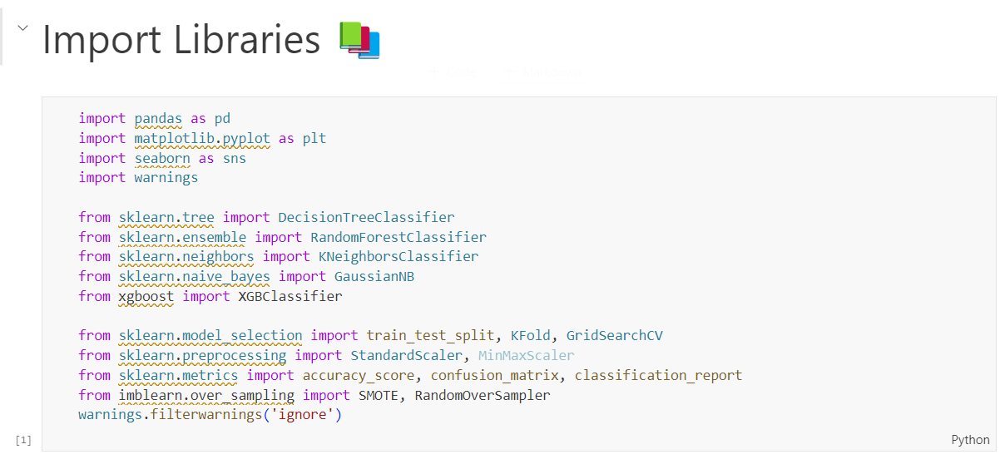 Import Libraries
import pandas as pd
import matplotlib.pyplot as plt
import seaborn as sns
import warnings
from sklearn.tree import DecisionTreeClassifier
from sklearn.ensemble import RandomForestClassifier
from sklearn.neighbors import KNeighborsClassifier
from sklearn.naive_bayes import GaussianNB
from xgboost import XGBClassifier
from sklearn.model_selection import train_test_split, KFold, GridSearchCV
from sklearn.preprocessing import StandardScaler, MinMaxScaler
from sklearn.metrics import accuracy_score, confusion_matrix, classification_report
from imblearn.over_sampling import SMOTE, RandomOverSampler
warnings.filterwarnings('ignore')
[1]
Python